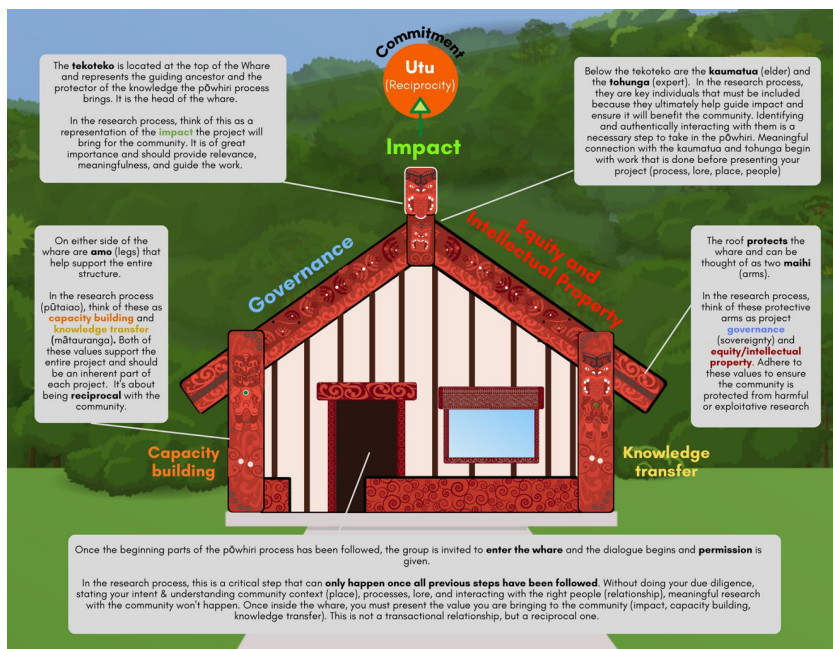 Commitment
Utu
(Reciprocity)
Impact
The tekoteko is located at the top of the Whare
and represents the guiding ancestor and the
protector of the knowledge the pōwhiri process
brings. It is the head of the whare.
In the research process, think of this as a
representation of the impact the project will
bring for the community. It is of great
importance and should provide relevance,
meaningfulness, and guide the work.
Below the tekoteko are the kaumatua (elder) and
the tohunga (expert). In the research process,
they are key individuals that must be included
because they ultimately help guide impact and
ensure it will benefit the community. Identifying
and authentically interacting with them is a
necessary step to take in the pōwhiri. Meaningful
connection with the kaumatua and tohunga begin
with work that is done before presenting your
project (process, lore, place, people)
On either side of the
whare are amo (legs) that
help support the entire
structure.
In the research process
(pūtaiao), think of these as
capacity building and
knowledge transfer
(mātauranga). Both of
these values support the
entire project and should
be an inherent part of
each project. It's about
being reciprocal with the
community.
Governance
Equity and
Intellectual Property
The roof protects the
whare and can be
thought of as two maihi
(arms).
In the research process,
think of these protective
arms as project
governance
(sovereignty) and
equity/intellectual
property. Adhere to
these values to ensure
the community is
protected from harmful
or exploitative research
Capacity
building
Knowledge
transfer
Once the beginning parts of the pōwhiri process has been followed, the group is invited to enter the whare and the dialogue begins and permission is
given.
In the research process, this is a critical step that can only happen once all previous steps have been followed. Without doing your due diligence,
stating your intent & understanding community context (place), processes, lore, and interacting with the right people (relationship), meaningful research
with the community won't happen. Once inside the whare, you must present the value you are bringing to the community (impact, capacity building,
knowledge transfer). This is not a transactional relationship, but a reciprocal one.